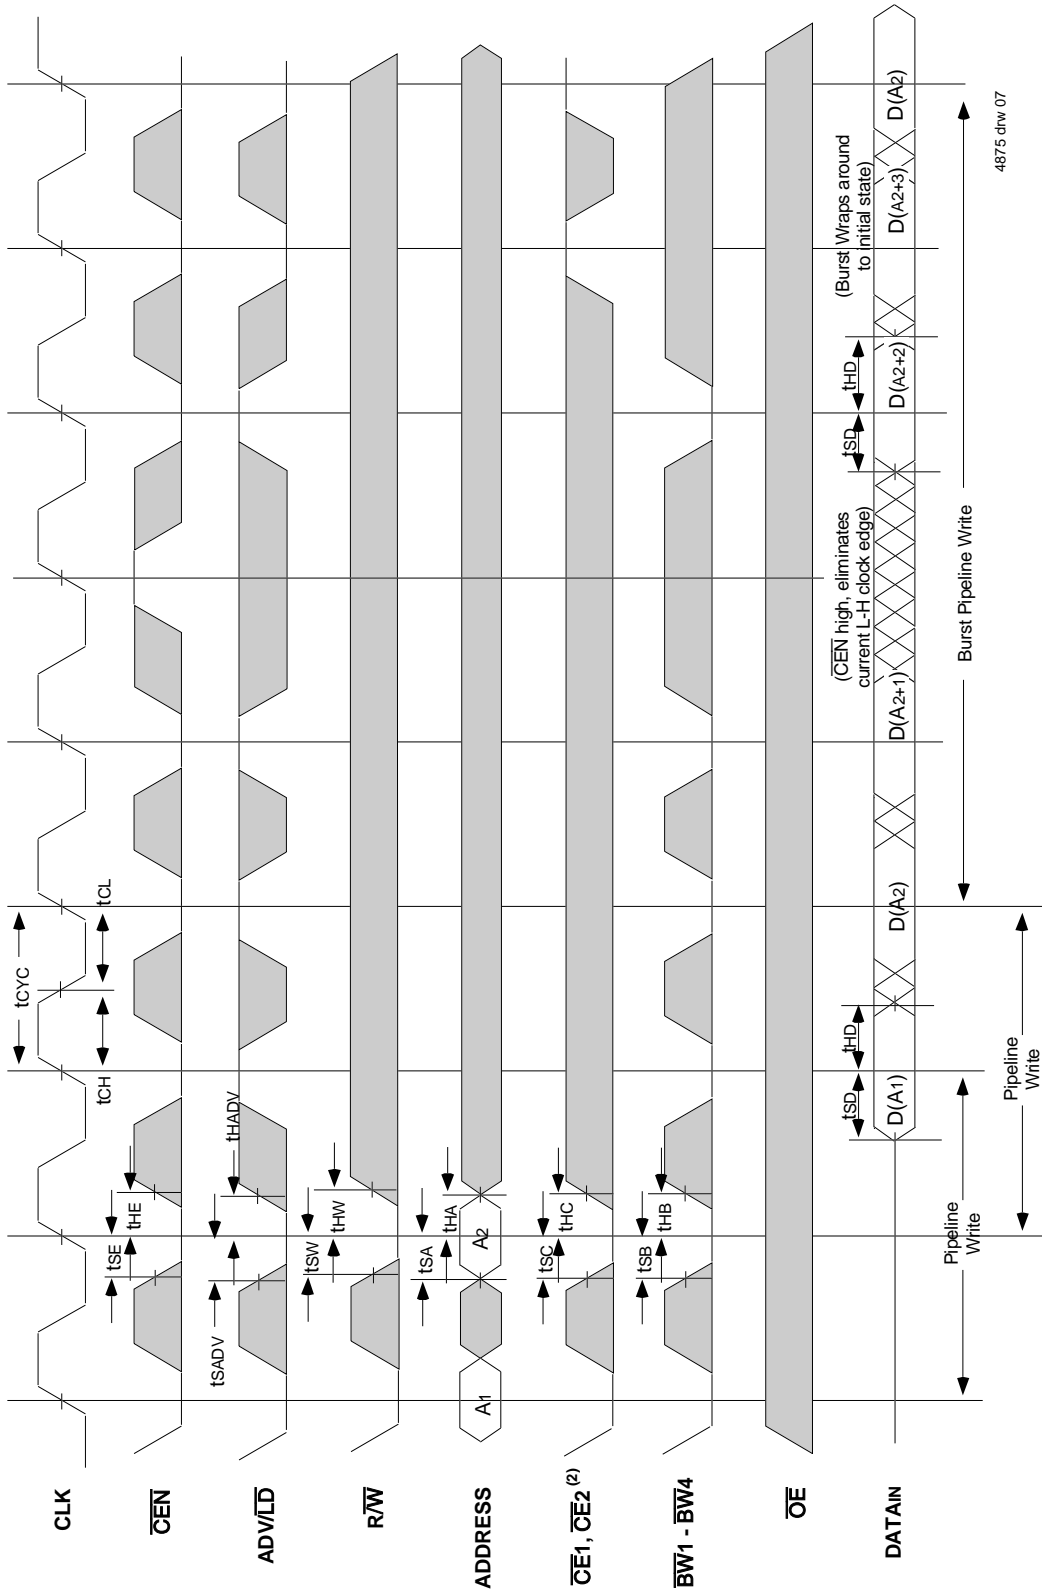 CLK
tCYC
tCH
tCL
CEN
tSE
tHE
ADV/LD
tSADV
tHADV
R/W
tSW
tHW
ADDRESS
A1
A2
tSA
tHA
CE1, CE2 (2)
tSC
tHC
BW1 - BW4
tSB
tHB
OE
DATAIN
D(A1)
tSD
tHD
D(A2)
D(A2+1)
(CEN high, eliminates
current L-H clock edge)
tSD
tHD
D(A2+2)
(Burst Wraps around
to initial state)
D(A2+3)
D(A2)
Pipeline
Write
Pipeline
Write
Burst Pipeline Write
4875 drw 07